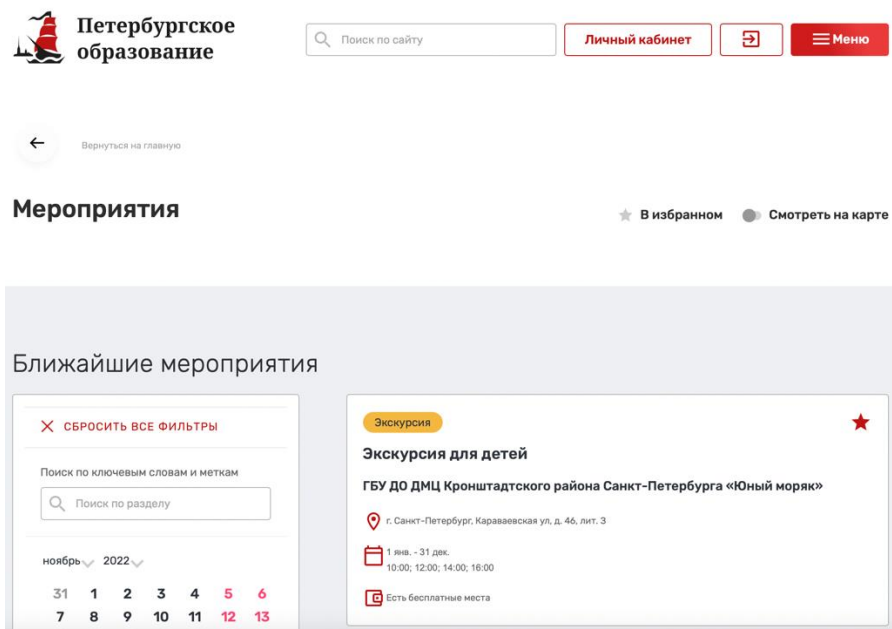 Петербургское
образование
Поиск по сайту
Личный кабинет
Меню
Вернуться на главную
Мероприятия
В избранном
Смотреть на карте
Ближайшие мероприятия
СБРОСИТЬ ВСЕ ФИЛЬТРЫ
Поиск по ключевым словам и меткам
Поиск по разделу
ноябрь 2022
31 1 2 3 4 5 6
7 8 9 10 11 12 13
Экскурсия
Экскурсия для детей
ГБУ ДО ДМЦ Кронштадтского района Санкт-Петербурга «Юный моряк»
г. Санкт-Петербург, Караваевская ул, д. 46, лит. З
1 янв. - 31 дек.
10:00; 12:00; 14:00; 16:00
Есть бесплатные места